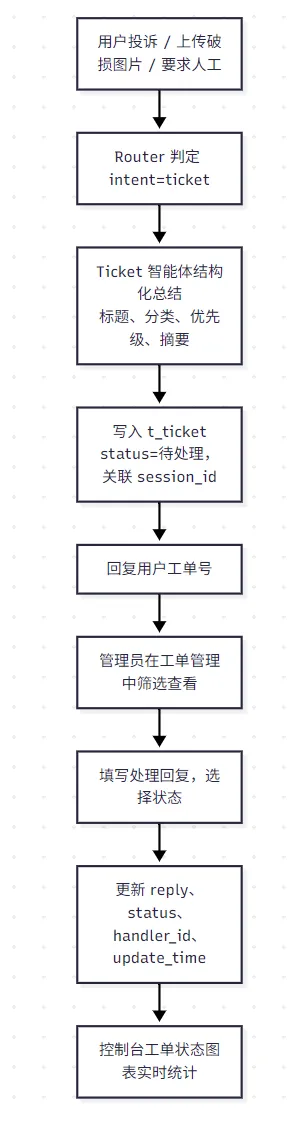 用户投诉 / 上传破
损图片 / 要求人工
Router 判定
intent=ticket
Ticket 智能体结构
化总结
标题、分类、优先
级、摘要
写入 t_ticket
status=待处理，
关联 session_id
回复用户工单号
管理员在工单管理
中筛选查看
填写处理回复，选
择状态
更新 reply、
status、
handler_id、
update_time
控制台工单状态图
表实时统计